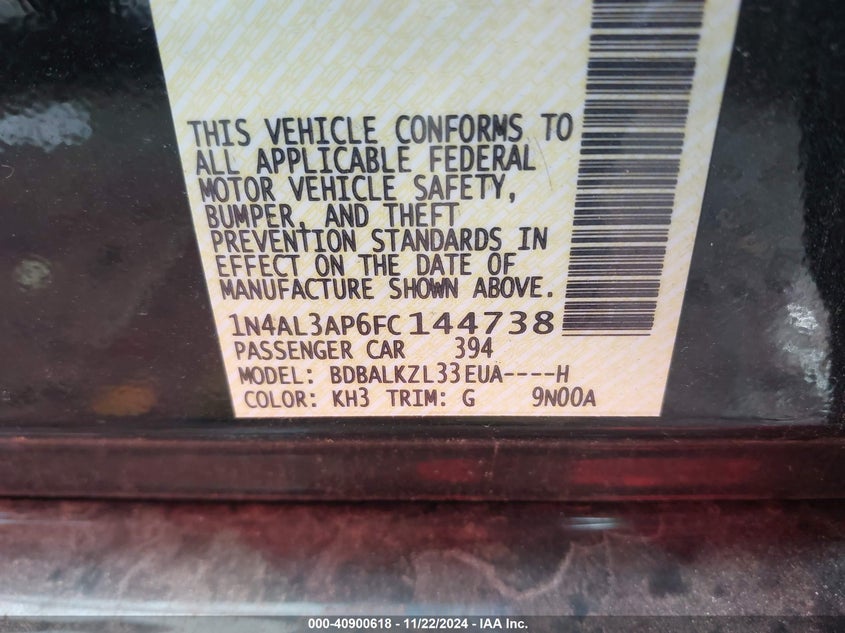 THIS VEHICLE CONFORMS TO
ALL APPLICABLE FEDERAL
MOTOR VEHICLE SAFETY,
BUMPER, AND THEFT
PREVENTION STANDARDS IN
EFFECT ON THE DATE OF
MANUFACTURE SHOWN ABOVE.
1N4AL3AP6FC144738
PASSENGER CAR 394
MODEL: BDBALKZL33EUA----H
COLOR: KH3 TRIM: G 9N00A
000-40900618 - 11/22/2024 - IAA Inc.